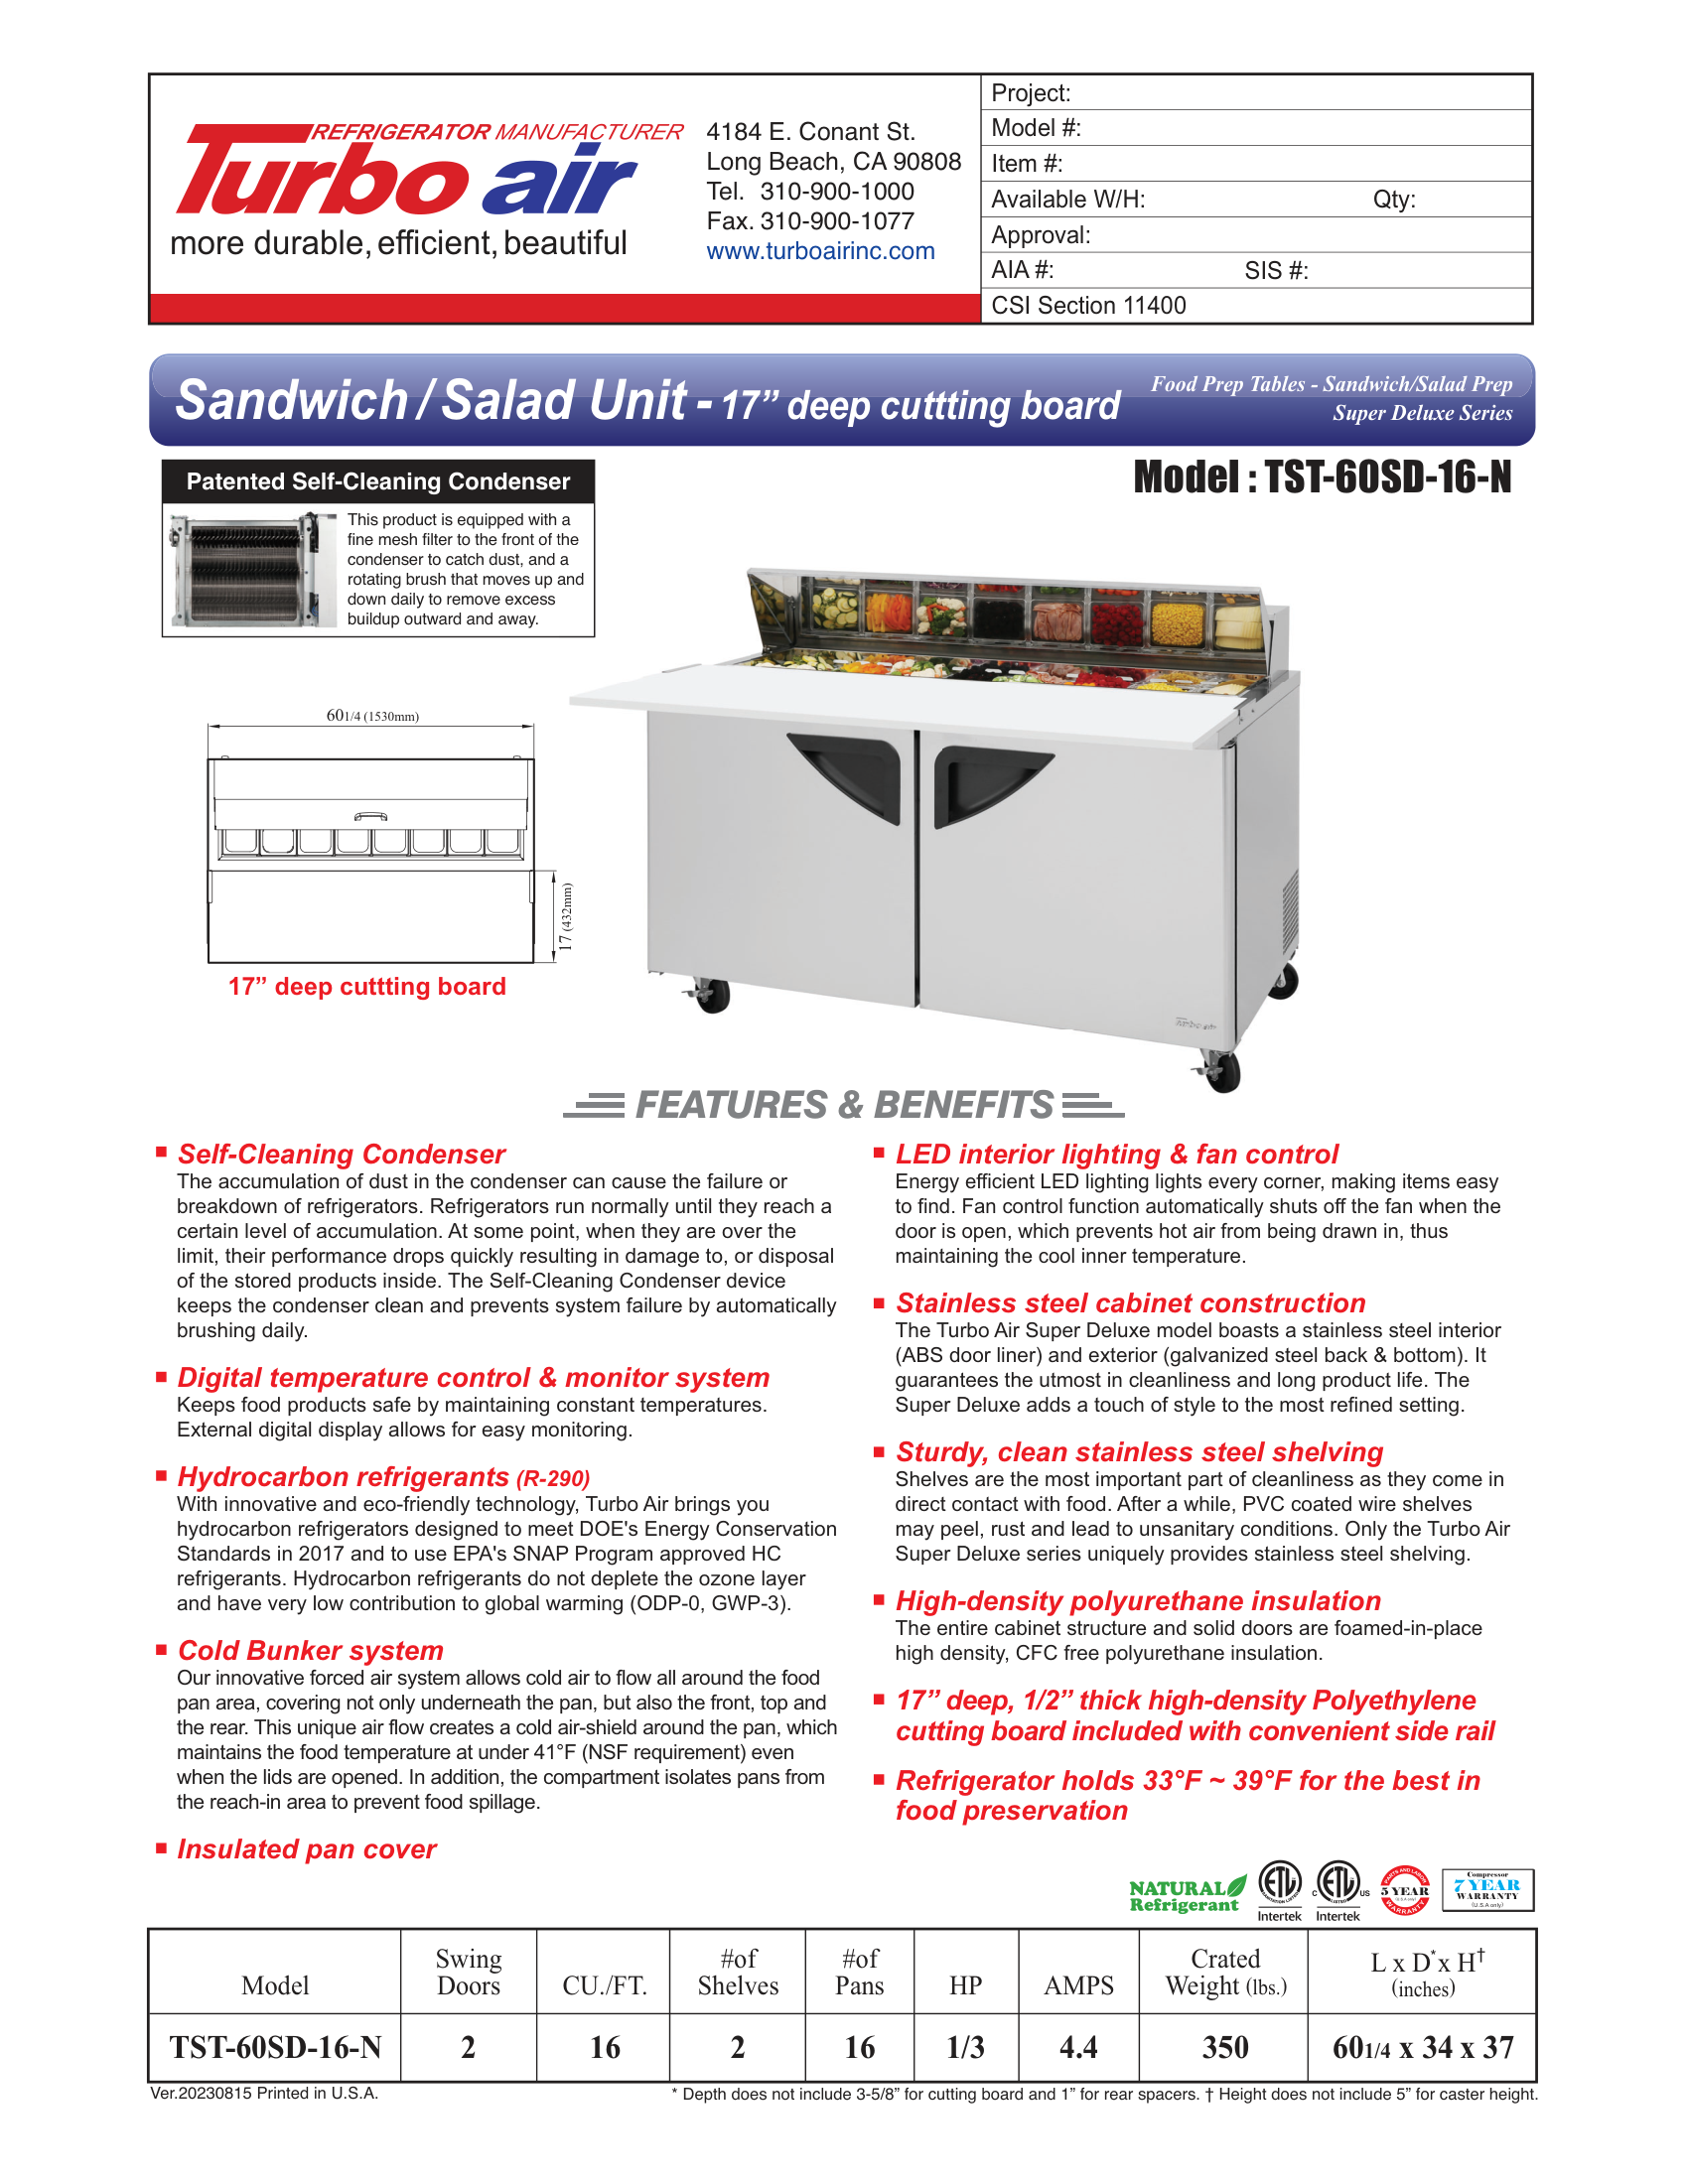 REFRIGERATOR MANUFACTURER
Turbo air
more durable, efficient, beautiful
4184 E. Conant St.
Long Beach, CA 90808
Tel. 310-900-1000
Fax. 310-900-1077
www.turboairinc.com
Project:
Model #:
Item #:
Available W/H: Qty:
Approval:
AIA #: SIS #:
CSI Section 11400
Sandwich / Salad Unit - 17” deep cuttting board
Food Prep Tables - Sandwich/Salad Prep
Super Deluxe Series
Patented Self-Cleaning Condenser
This product is equipped with a
fine mesh filter to the front of the
condenser to catch dust, and a
rotating brush that moves up and
down daily to remove excess
buildup outward and away.
Model : TST-60SD-16-N
601/4 (1530mm)
17 (432mm)
17” deep cuttting board
Turbo air
FEATURES & BENEFITS
Self-Cleaning Condenser
The accumulation of dust in the condenser can cause the failure or
breakdown of refrigerators. Refrigerators run normally until they reach a
certain level of accumulation. At some point, when they are over the
limit, their performance drops quickly resulting in damage to, or disposal
of the stored products inside. The Self-Cleaning Condenser device
keeps the condenser clean and prevents system failure by automatically
brushing daily.
Digital temperature control & monitor system
Keeps food products safe by maintaining constant temperatures.
External digital display allows for easy monitoring.
Hydrocarbon refrigerants (R-290)
With innovative and eco-friendly technology, Turbo Air brings you
hydrocarbon refrigerators designed to meet DOE's Energy Conservation
Standards in 2017 and to use EPA's SNAP Program approved HC
refrigerants. Hydrocarbon refrigerants do not deplete the ozone layer
and have very low contribution to global warming (ODP-0, GWP-3).
Cold Bunker system
Our innovative forced air system allows cold air to flow all around the food
pan area, covering not only underneath the pan, but also the front, top and
the rear. This unique air flow creates a cold air-shield around the pan, which
maintains the food temperature at under 41°F (NSF requirement) even
when the lids are opened. In addition, the compartment isolates pans from
the reach-in area to prevent food spillage.
Insulated pan cover
LED interior lighting & fan control
Energy efficient LED lighting lights every corner, making items easy
to find. Fan control function automatically shuts off the fan when the
door is open, which prevents hot air from being drawn in, thus
maintaining the cool inner temperature.
Stainless steel cabinet construction
The Turbo Air Super Deluxe model boasts a stainless steel interior
(ABS door liner) and exterior (galvanized steel back & bottom). It
guarantees the utmost in cleanliness and long product life. The
Super Deluxe adds a touch of style to the most refined setting.
Sturdy, clean stainless steel shelving
Shelves are the most important part of cleanliness as they come in
direct contact with food. After a while, PVC coated wire shelves
may peel, rust and lead to unsanitary conditions. Only the Turbo Air
Super Deluxe series uniquely provides stainless steel shelving.
High-density polyurethane insulation
The entire cabinet structure and solid doors are foamed-in-place
high density, CFC free polyurethane insulation.
17” deep, 1/2” thick high-density Polyethylene
cutting board included with convenient side rail
Refrigerator holds 33°F ~ 39°F for the best in
food preservation
NATURAL
Refrigerant
ETL
SANITATION LISTED
Intertek
C ETL US
LISTED
Intertek
PARTS AND LABOR
5 YEAR
(U.S.A only)
WARRANTY
Compressor
7 YEAR
WARRANTY
(U.S.A only)
Model Swing Doors CU./FT. #of Shelves #of Pans HP AMPS Crated Weight (lbs.) L x D* x H† (inches)
TST-60SD-16-N 2 16 2 16 1/3 4.4 350 601/4 x 34 x 37
Ver.20230815 Printed in U.S.A.
* Depth does not include 3-5/8” for cutting board and 1” for rear spacers. † Height does not include 5” for caster height.